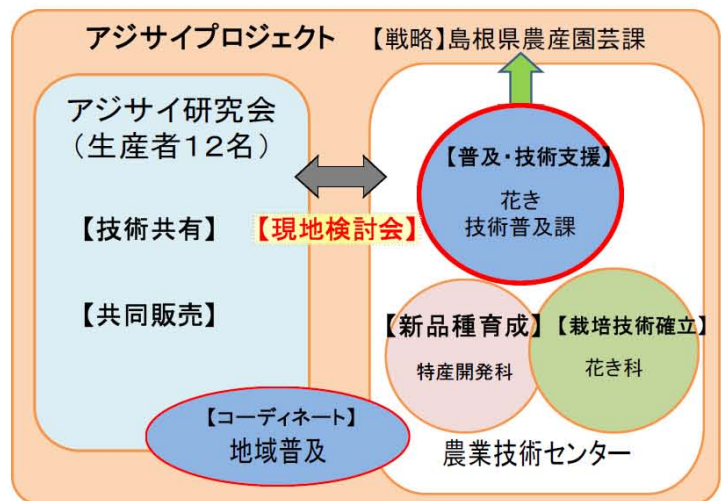 アジサイプロジェクト 【戦略】島根県農産園芸課
アジサイ研究会
（生産者１２名）
【技術共有】
【共同販売】
【現地検討会】
【普及・技術支援】
花き
技術普及課
【新品種育成】
特産開発科
【栽培技術確立】
花き科
【コーディネート】
地域普及
農業技術センター